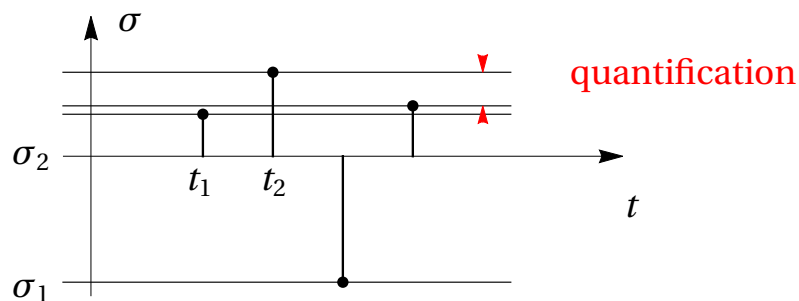 σ
quantification
σ₂
t₁ t₂
t
σ₁